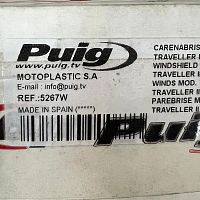 Puig
www.puig.tv
MOTOPLASTIC S.A
E-mail : info@puig.tv
REF.:5267W
MADE IN SPAIN (*****)
CARENABRIS
TRAVELLER I
WINDSHIELD
TRAVELLER I
WINDS MOD.
TRAVELLER I
PAREBRISE M
TRAVELLER I
Pui